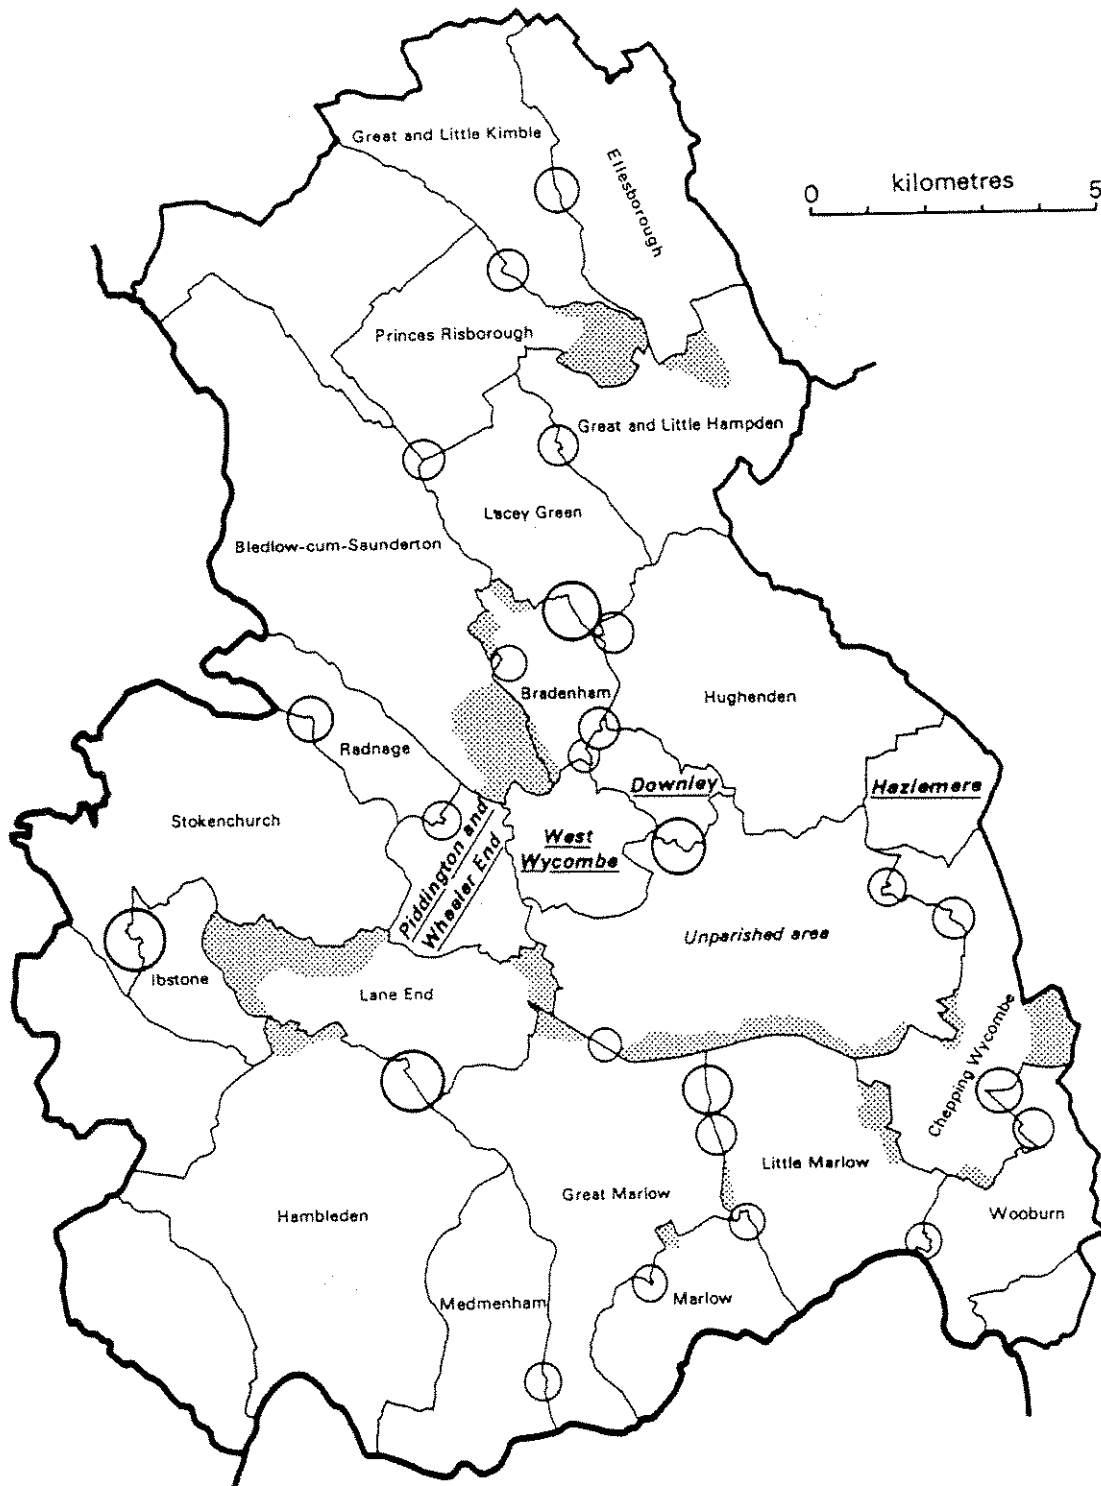 Great and Little Kimble
Ellesborough
0 kilometres 5
Princes Risborough
Great and Little Hampden
Lacey Green
Bledlow-cum-Saunderton
Bradenham
Hughenden
Radnage
Downley
Hazlemere
Stokenchurch
Piddington and
Wheeler End
West
Wycombe
Unparished area
Ibstone
Lane End
Chepping Wycombe
Little Marlow
Great Marlow
Hambleden
Wooburn
Medmenham
Marlow